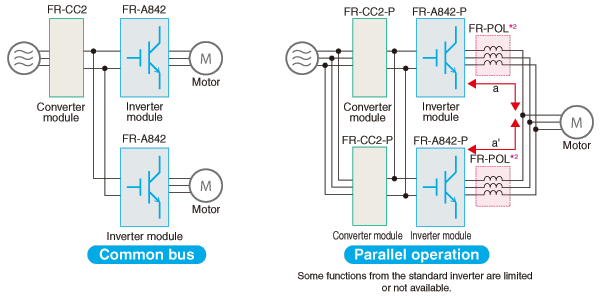 FR-CC2
FR-A842
M
Motor
Converter
module
Inverter
module
FR-A842
M
Motor
Inverter module
Common bus
FR-CC2-P
FR-A842-P
FR-POL*2
a
Converter
module
Inverter
module
M
Motor
FR-CC2-P
FR-A842-P
a'
FR-POL*2
Converter module
Inverter module
Parallel operation
Some functions from the standard inverter are limited
or not available.